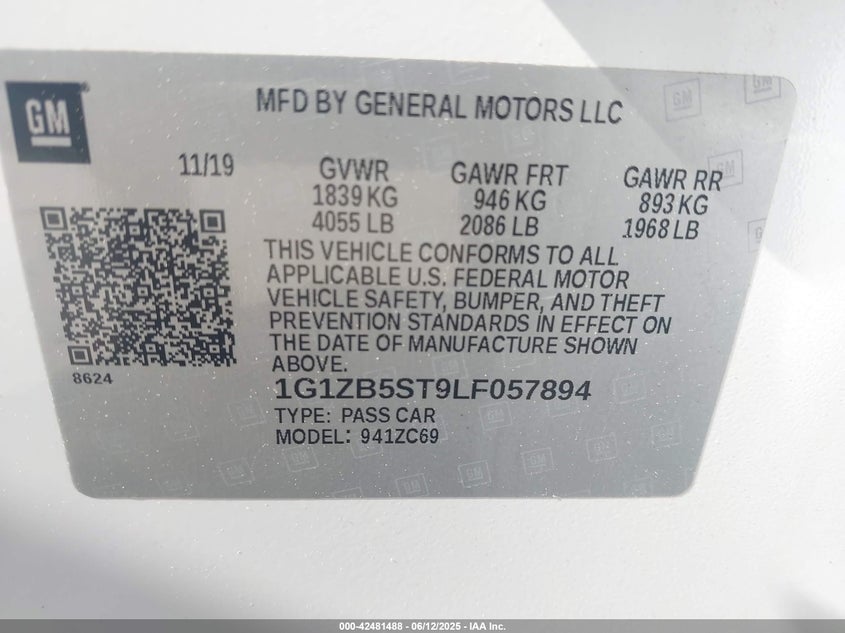 GM
MFD BY GENERAL MOTORS LLC
11/19
GVWR
1839 KG
4055 LB
GAWR FRT
946 KG
2086 LB
GAWR RR
893 KG
1968 LB
THIS VEHICLE CONFORMS TO ALL
APPLICABLE U.S. FEDERAL MOTOR
VEHICLE SAFETY, BUMPER, AND THEFT
PREVENTION STANDARDS IN EFFECT ON
THE DATE OF MANUFACTURE SHOWN
ABOVE.
8624
1G1ZB5ST9LF057894
TYPE: PASS CAR
MODEL: 941ZC69
000-42481488 - 06/12/2025 - IAA Inc.